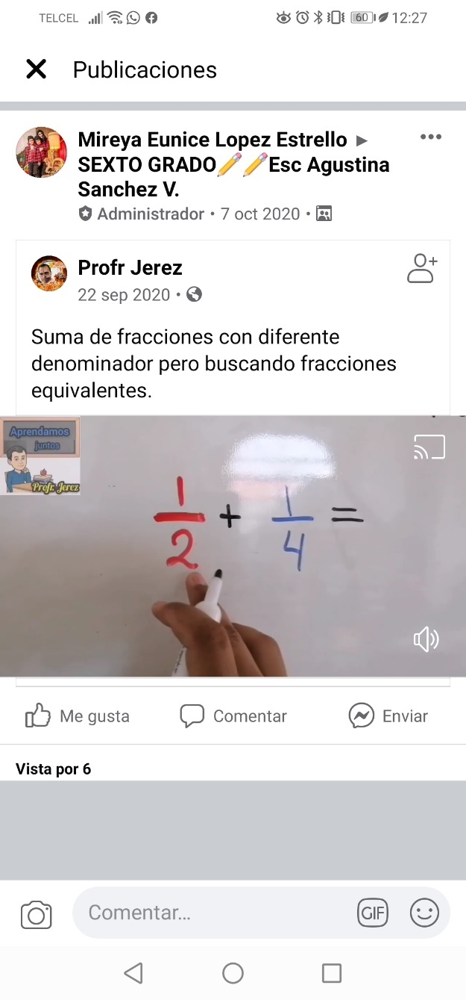 TELCEL 60 12:27
Publicaciones
Mireya Eunice Lopez Estrello ▶
SEXTO GRADO✏️✏️Esc Agustina
Sanchez V.
Administrador • 7 oct 2020 •
Profr Jerez
22 sep 2020 •
Suma de fracciones con diferente
denominador pero buscando fracciones
equivalentes.
Aprendamos
juntos
Profr. Jerez
1/2 + 1/4 =
Me gusta Comentar Enviar
Vista por 6
Comentar... GIF